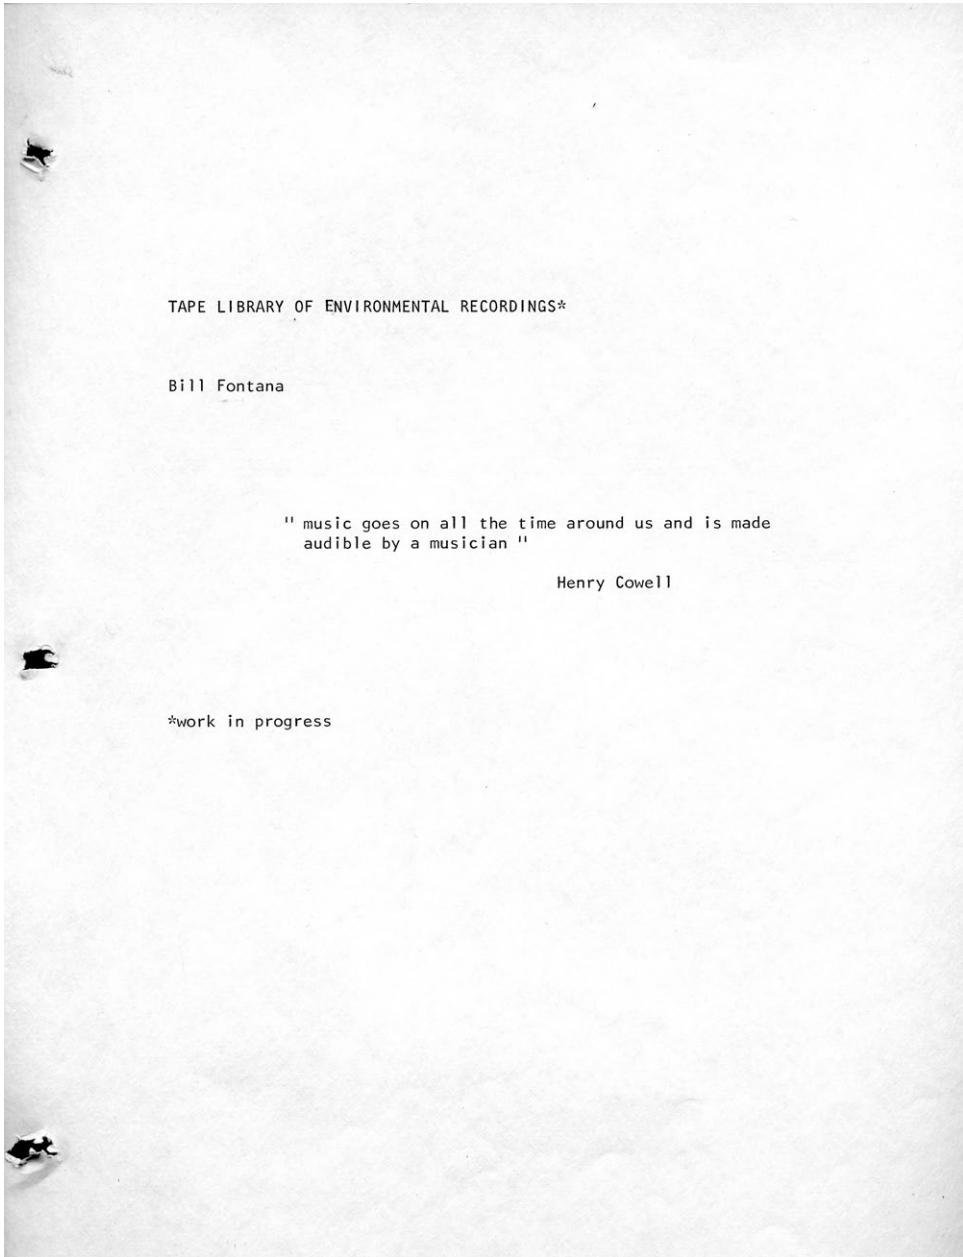 TAPE LIBRARY OF ENVIRONMENTAL RECORDINGS*
Bill Fontana
" music goes on all the time around us and is made
audible by a musician "
Henry Cowell
*work in progress